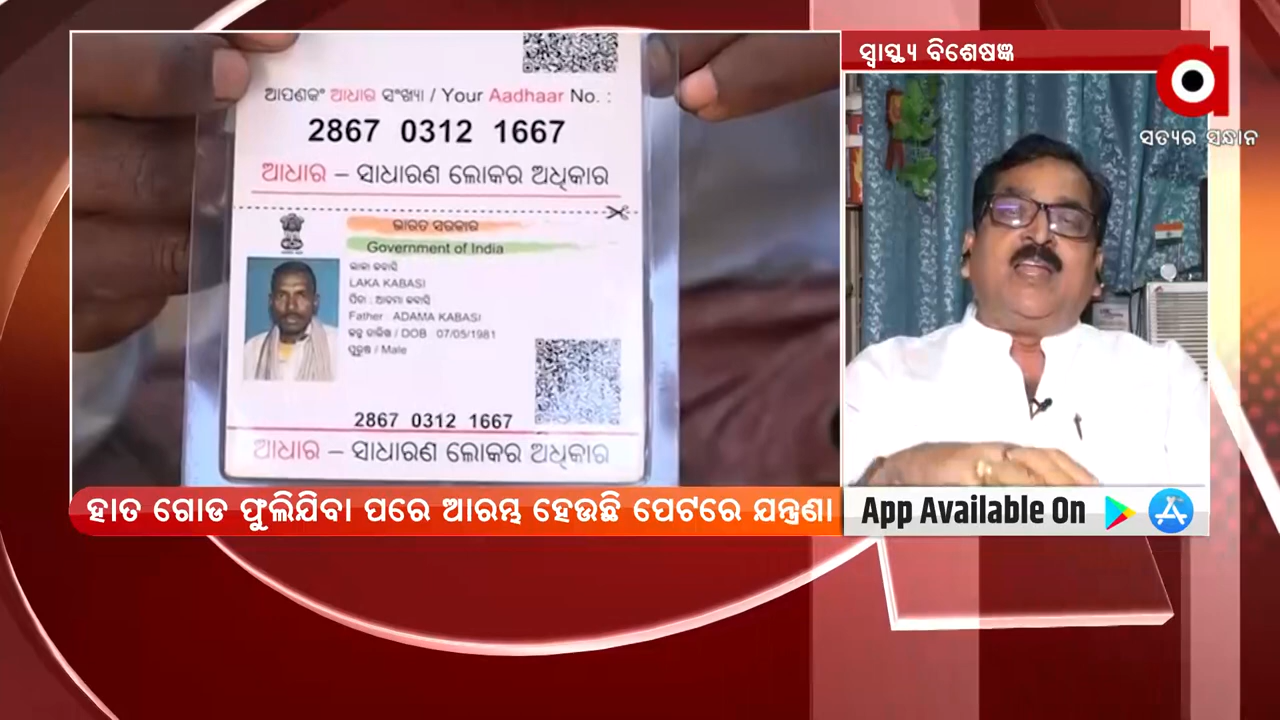 ଆପଣଙ୍କ ଆଧାର ସଂଖ୍ୟା / Your Aadhaar No. :
2867 0312 1667
ଆଧାର – ସାଧାରଣ ଲୋକର ଅଧିକାର
ଭାରତ ସରକାର
Government of India
LAKA KABASI
Father : ADAMA KABASI
ଜନ୍ମ ତାରିଖ / DOB 07/05/1981
ପୁରୁଷ / Male
2867 0312 1667
ଆଧାର – ସାଧାରଣ ଲୋକର ଅଧିକାର
ସ୍ୱାସ୍ଥ୍ୟ ବିଶେଷଜ୍ଞ
ସତ୍ୟର ସନ୍ଧାନ
ହାତ ଗୋଡ ଫୁଲିଯିବା ପରେ ଆରମ୍ଭ ହେଉଛି ପେଟରେ ଯନ୍ତ୍ରଣା
App Available On